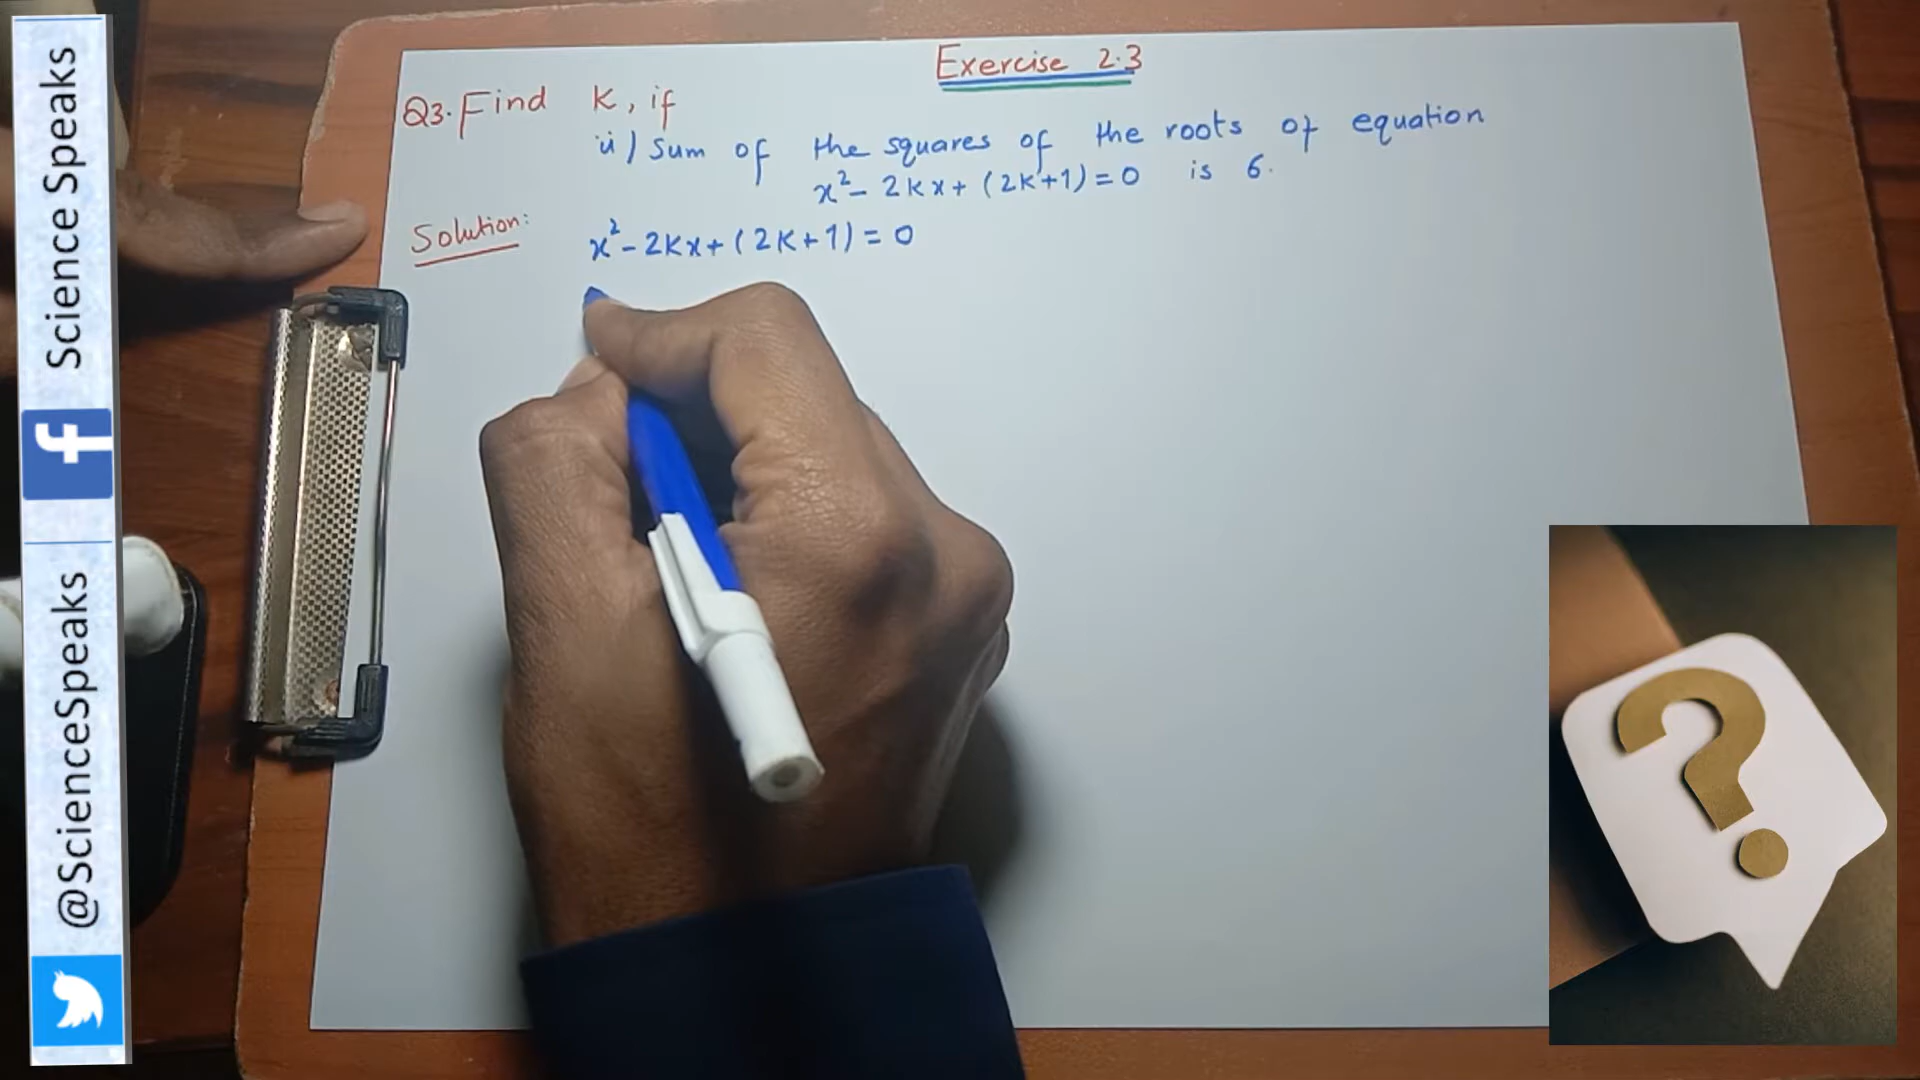 Exercise 2.3
Q3. Find K, if
ii) Sum of the squares of the roots of equation
x² - 2Kx + (2K+1) = 0 is 6.
Solution:
x² - 2Kx + (2K+1) = 0
Science Speaks
f
@ScienceSpeaks
?